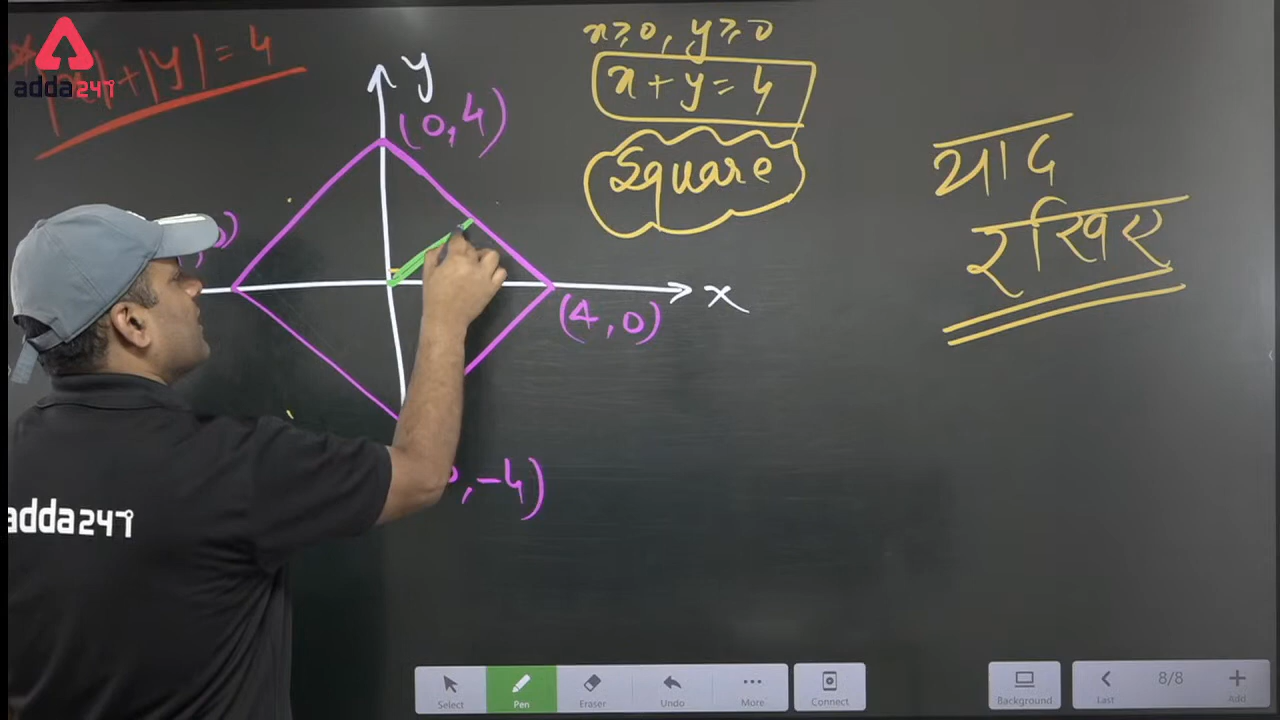 |x|+|y|=4
adda247
x≥0, y≥0
x+y=4
Square
y
(0,4)
याद
रखिए
0)
x
(4,0)
,-4)
adda247
Select
Pen
Eraser
Undo
More
Connect
Background
Last
8/8
Add